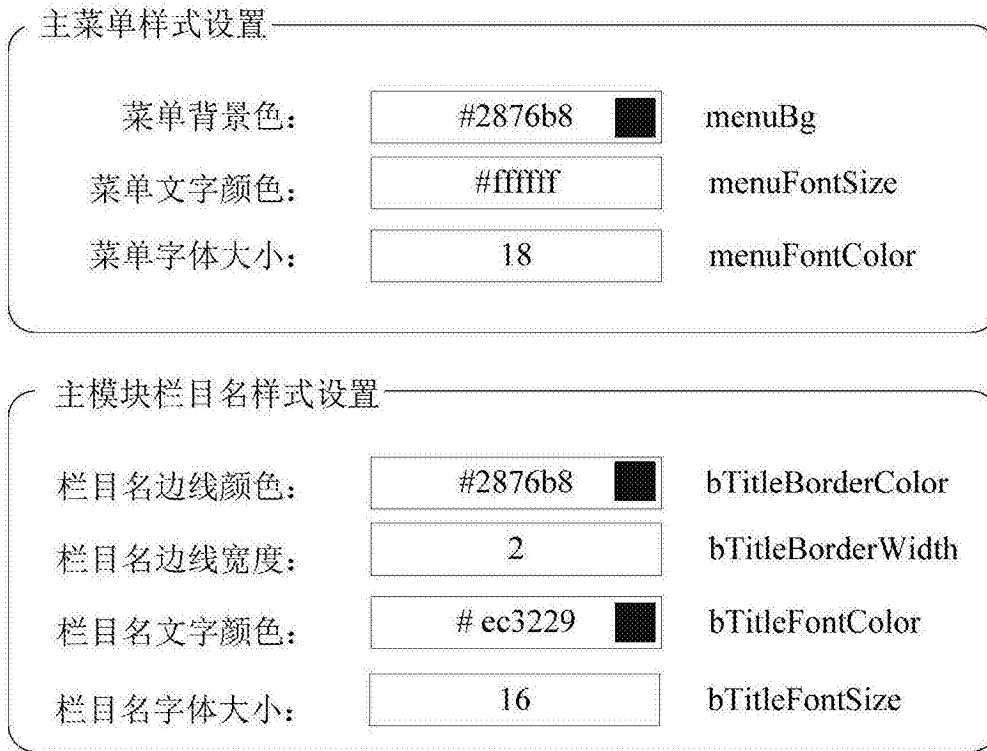 主菜单样式设置
菜单背景色: #2876b8 menuBg
菜单文字颜色: #ffffff menuFontSize
菜单字体大小: 18 menuFontColor
主模块栏目名样式设置
栏目名边线颜色: #2876b8 bTitleBorderColor
栏目名边线宽度: 2 bTitleBorderWidth
栏目名文字颜色: # ec3229 bTitleFontColor
栏目名字体大小: 16 bTitleFontSize